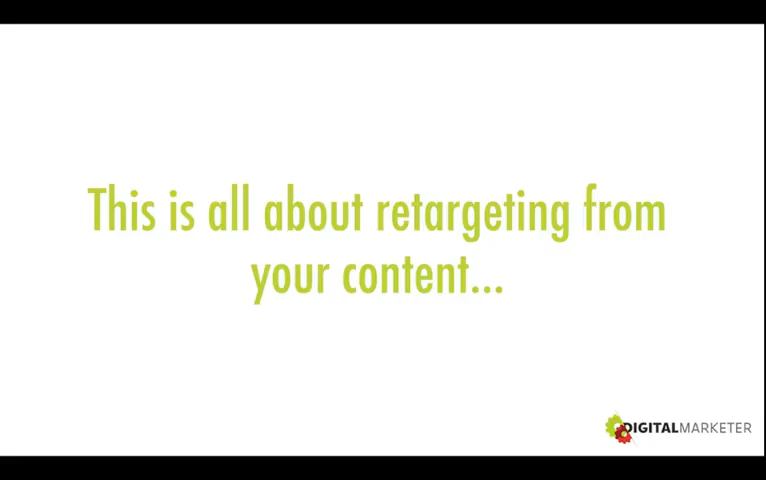 This is all about retargeting from
your content...
DIGITALMARKETER